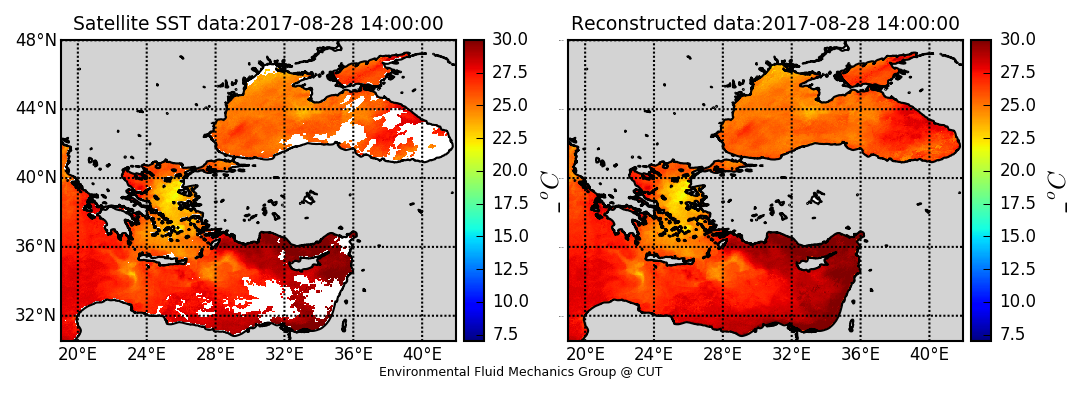 Satellite SST data:2017-08-28 14:00:00
Reconstructed data:2017-08-28 14:00:00
48°N
44°N
40°N
36°N
32°N
20°E 24°E 28°E 32°E 36°E 40°E
30.0
27.5
25.0
22.5
20.0
17.5
15.0
12.5
10.0
7.5
_ °C
20°E 24°E 28°E 32°E 36°E 40°E
30.0
27.5
25.0
22.5
20.0
17.5
15.0
12.5
10.0
7.5
_ °C
Environmental Fluid Mechanics Group @ CUT